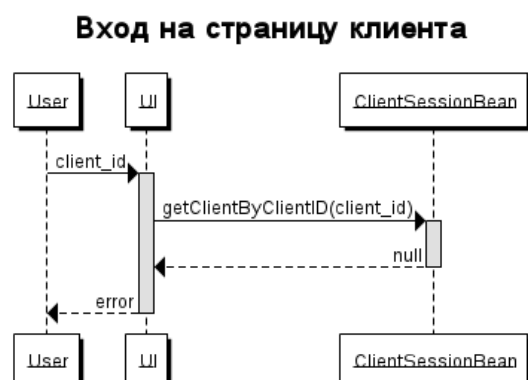 Вход на страницу клиента
User
UI
ClientSessionBean
client_id
getClientByClientID(client_id)
null
error
User
UI
ClientSessionBean